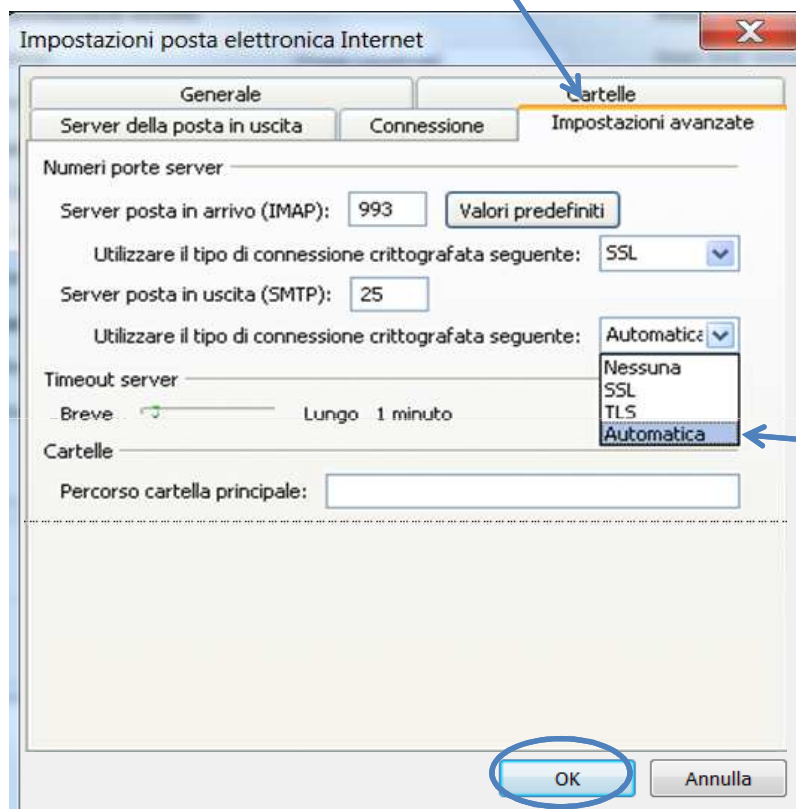 Impostazioni posta elettronica Internet
Generale
Cartelle
Server della posta in uscita
Connessione
Impostazioni avanzate
Numeri porte server
Server posta in arrivo (IMAP): 993 Valori predefiniti
Utilizzare il tipo di connessione crittografata seguente: SSL
Server posta in uscita (SMTP): 25
Utilizzare il tipo di connessione crittografata seguente: Automatica
Nessuna
SSL
TLS
Automatica
Timeout server
Breve Lungo 1 minuto
Cartelle
Percorso cartella principale:
OK Annulla